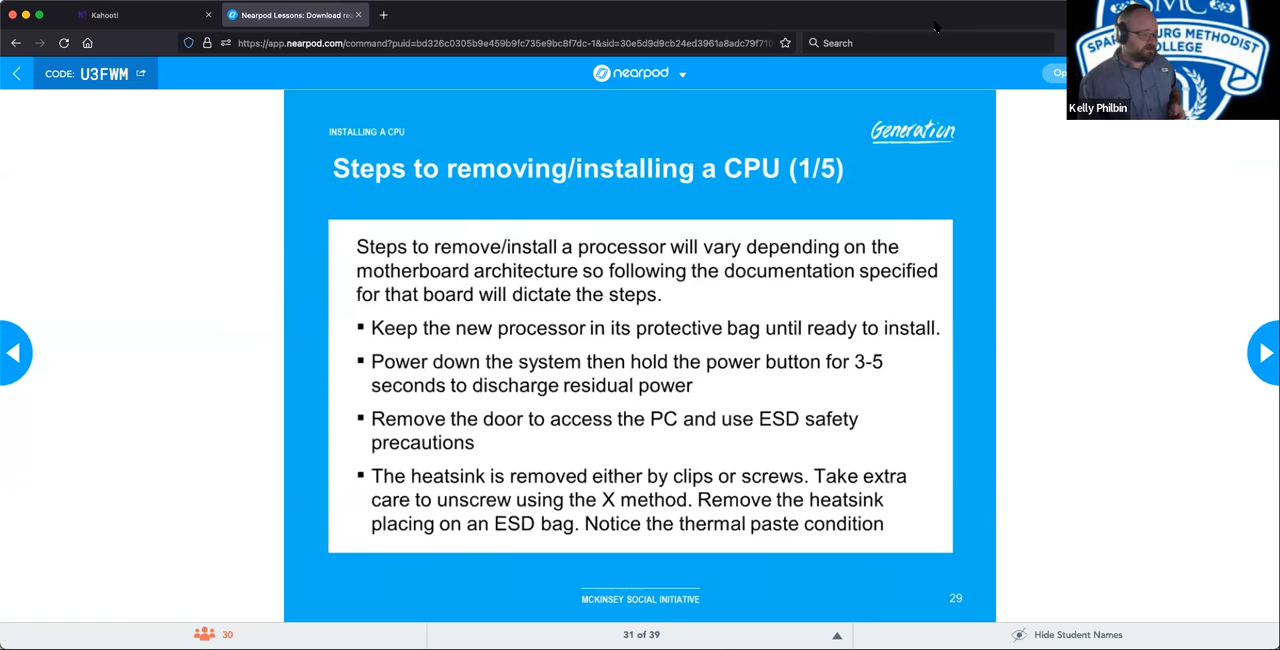 Kahoot!
Nearpod Lessons: Download re
https://app.nearpod.com/command?puid=bd326c0305b9e459b9fc735e9bc8f7dc-1&sid=30e5d9d9cb24ed3961a8adc79f71
Search
CODE: U3FWM
nearpod
Op
SMC
SPA BURG METHODIST
COLLEGE
Kelly Philbin
INSTALLING A CPU
Generation
Steps to removing/installing a CPU (1/5)
Steps to remove/install a processor will vary depending on the
motherboard architecture so following the documentation specified
for that board will dictate the steps.
▪ Keep the new processor in its protective bag until ready to install.
▪ Power down the system then hold the power button for 3-5
seconds to discharge residual power
▪ Remove the door to access the PC and use ESD safety
precautions
▪ The heatsink is removed either by clips or screws. Take extra
care to unscrew using the X method. Remove the heatsink
placing on an ESD bag. Notice the thermal paste condition
MCKINSEY SOCIAL INITIATIVE
29
30
31 of 39
Hide Student Names